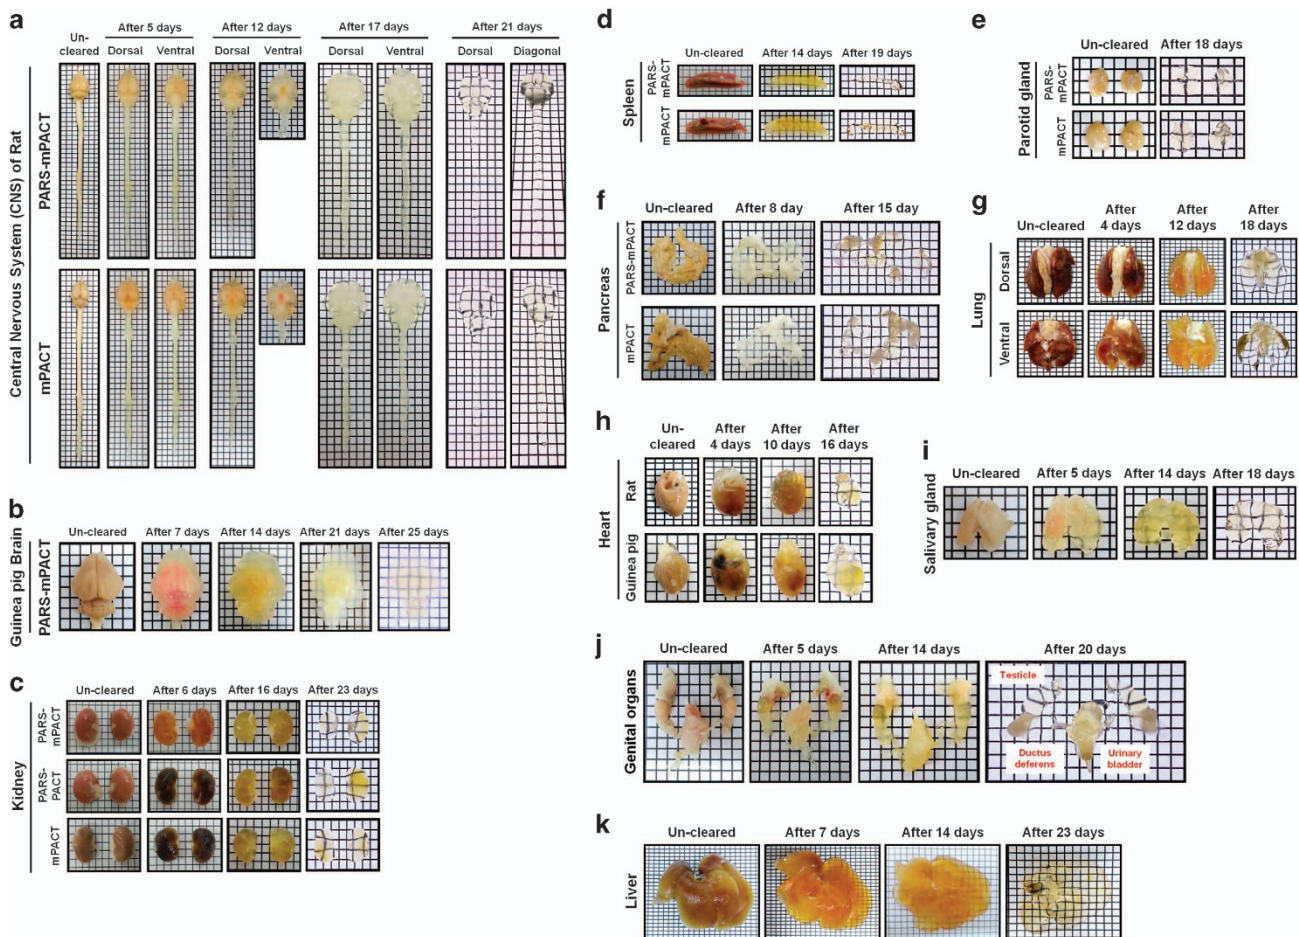 a
Un-
cleared
After 5 days
After 12 days
After 17 days
After 21 days
Dorsal
Ventral
Dorsal
Ventral
Dorsal
Ventral
Dorsal
Diagonal
Central Nervous System (CNS) of Rat
PARS-mPACT
mPACT
b
Un-cleared
After 7 days
After 14 days
After 21 days
After 25 days
Guinea pig Brain
PARS-mPACT
c
Un-cleared
After 6 days
After 16 days
After 23 days
Kidney
PARS-
mPACT
PARS-
PACT
mPACT
d
Un-cleared
After 14 days
After 19 days
Spleen
PARS-
mPACT
mPACT
e
Un-cleared
After 18 days
Parotid gland
PARS-
mPACT
mPACT
f
Un-cleared
After 8 day
After 15 day
Pancreas
PARS-mPACT
mPACT
g
Un-cleared
After
4 days
After
12 days
After
18 days
Lung
Dorsal
Ventral
h
Un-
cleared
After
4 days
After
10 days
After
16 days
Heart
Rat
Guinea pig
i
Un-cleared
After 5 days
After 14 days
After 18 days
Salivary gland
j
Un-cleared
After 5 days
After 14 days
After 20 days
Genital organs
Testicle
Ductus
deferens
Urinary
bladder
k
Un-cleared
After 7 days
After 14 days
After 23 days
Liver